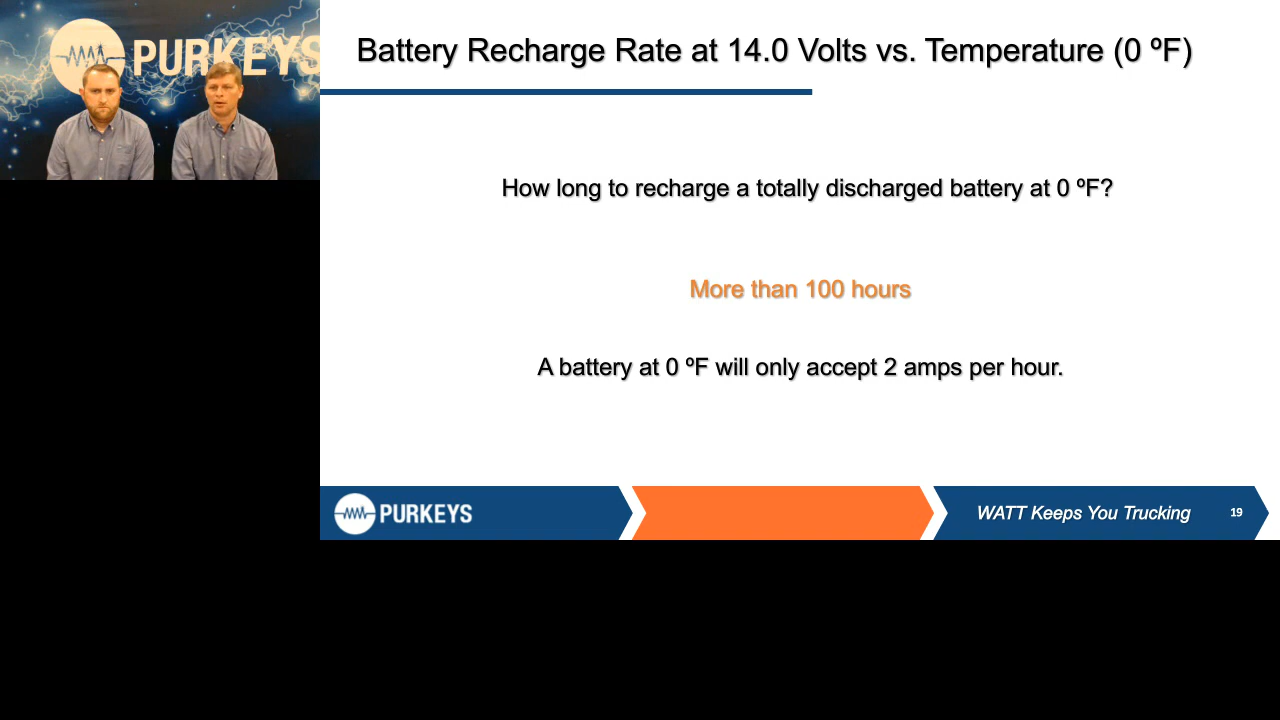 PURKEYS
Battery Recharge Rate at 14.0 Volts vs. Temperature (0 ºF)
How long to recharge a totally discharged battery at 0 ºF?
More than 100 hours
A battery at 0 ºF will only accept 2 amps per hour.
PURKEYS
WATT Keeps You Trucking
19